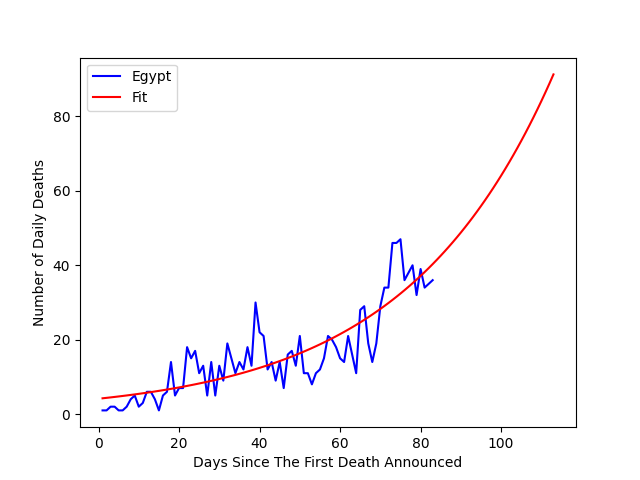 Egypt
Fit
Number of Daily Deaths
80
60
40
20
0
0 20 40 60 80 100
Days Since The First Death Announced